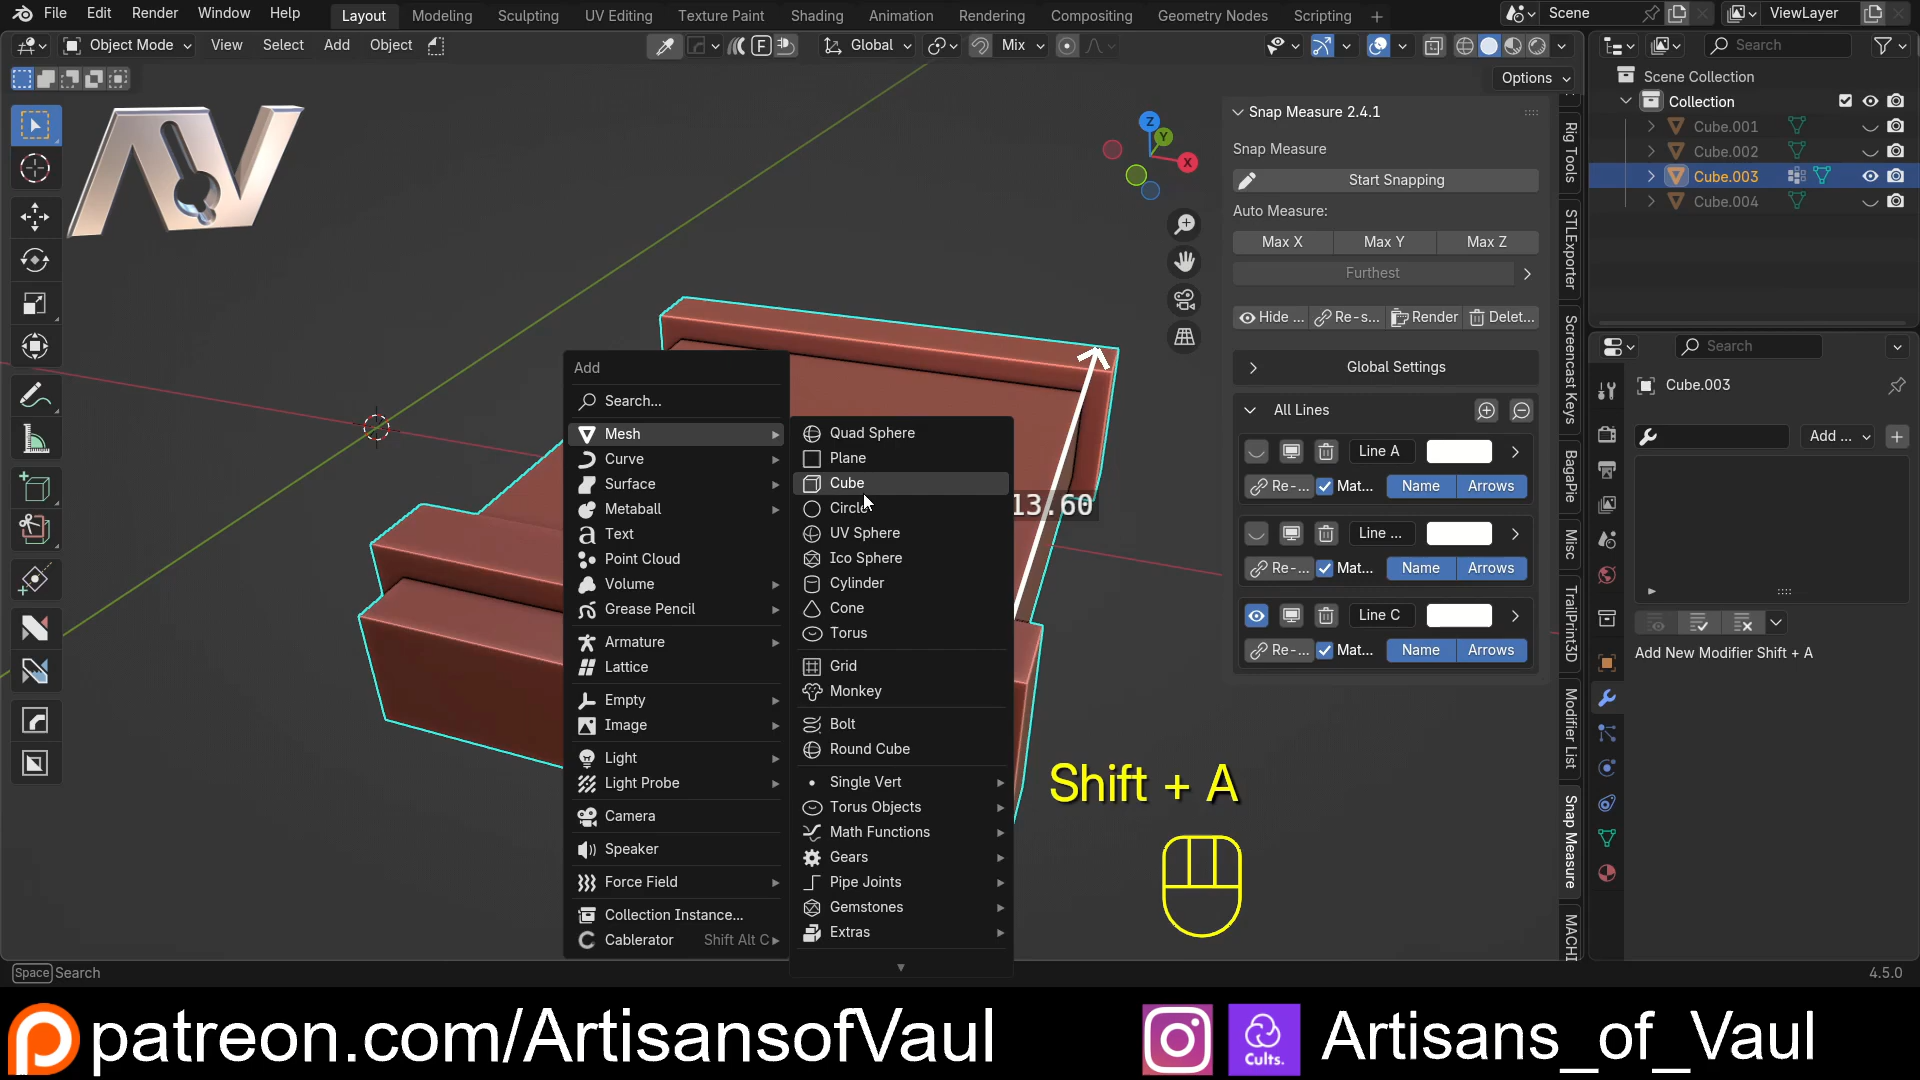 File Edit Render Window Help Layout Modeling Sculpting UV Editing Texture Paint Shading Animation Rendering Compositing Geometry Nodes Scripting + Scene ViewLayer
Object Mode View Select Add Object F Global Mix Search
Options
Scene Collection
Collection
Cube.001
Cube.002
Cube.003
Cube.004
Z
Y
X
Snap Measure 2.4.1
Snap Measure
Start Snapping
Auto Measure:
Max X Max Y Max Z
Furthest
Hide ... Re-s... Render Delet...
Global Settings
All Lines
Line A
Re-... Mat... Name Arrows
Line ...
Re-... Mat... Name Arrows
Line C
Re-... Mat... Name Arrows
Rig Tools
STLExporter
Screencast Keys
BagaPie
Misc
TrailPrint3D
Modifier List
Snap Measure
MACHI
Search
Cube.003
Add ...
Add New Modifier Shift + A
Add
Search...
Mesh
Curve
Surface
Metaball
Text
Point Cloud
Volume
Grease Pencil
Armature
Lattice
Empty
Image
Light
Light Probe
Camera
Speaker
Force Field
Collection Instance...
Cablerator Shift Alt C
Quad Sphere
Plane
Cube
Circle
UV Sphere
Ico Sphere
Cylinder
Cone
Torus
Grid
Monkey
Bolt
Round Cube
Single Vert
Torus Objects
Math Functions
Gears
Pipe Joints
Gemstones
Extras
13.60
Shift + A
Space Search
4.5.0
patreon.com/ArtisansofVaul
Cults.
Artisans_of_Vaul